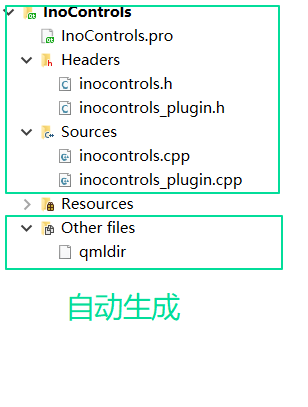 InoControls
InoControls.pro
Headers
inocontrols.h
inocontrols_plugin.h
Sources
inocontrols.cpp
inocontrols_plugin.cpp
Resources
Other files
qmldir
自动生成